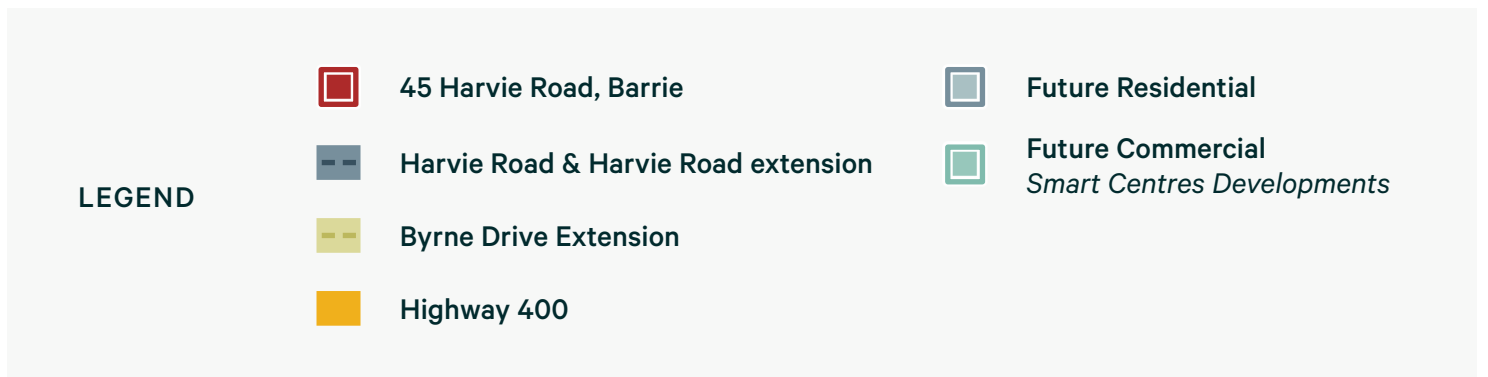 LEGEND
45 Harvie Road, Barrie
Harvie Road & Harvie Road extension
Byrne Drive Extension
Highway 400
Future Residential
Future Commercial
Smart Centres Developments